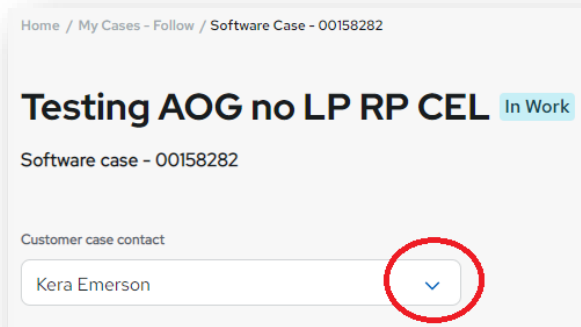 Home / My Cases - Follow / Software Case - 00158282
Testing AOG no LP RP CEL In Work
Software case - 00158282
Customer case contact
Kera Emerson